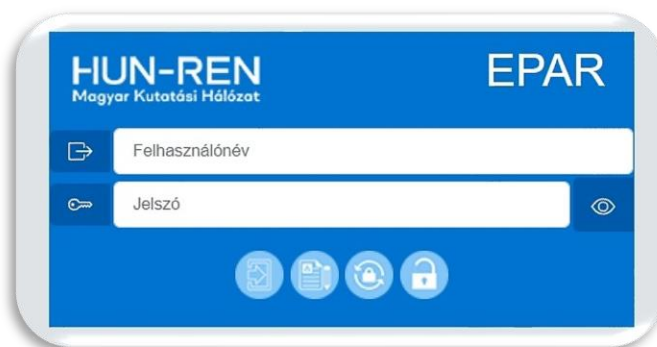 HUN-REN
Magyar Kutatási Hálózat
EPAR
Felhasználónév
Jelszó